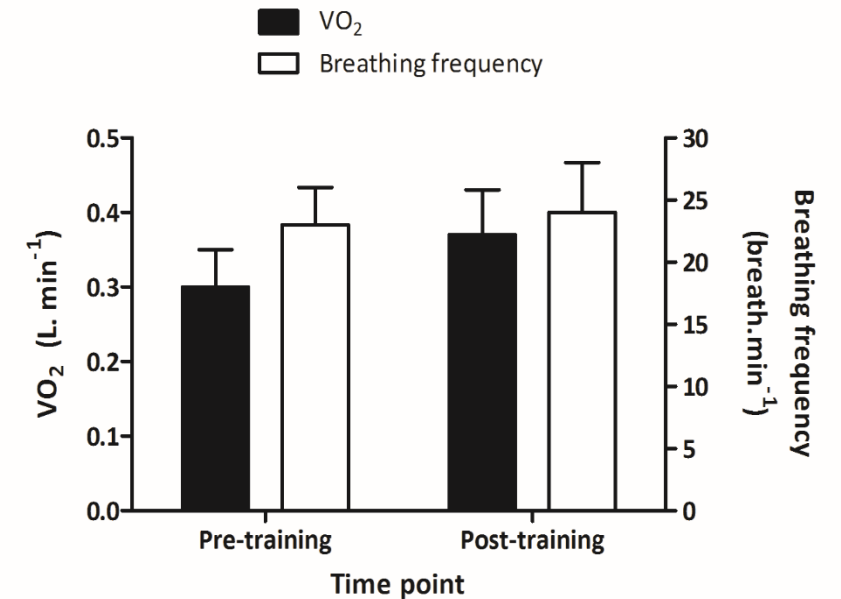 VO₂
Breathing frequency
0.5
0.4
0.3
0.2
0.1
0.0
VO₂ (L. min⁻¹)
30
25
20
15
10
5
0
Breathing frequency
(breath.min⁻¹)
Pre-training
Post-training
Time point